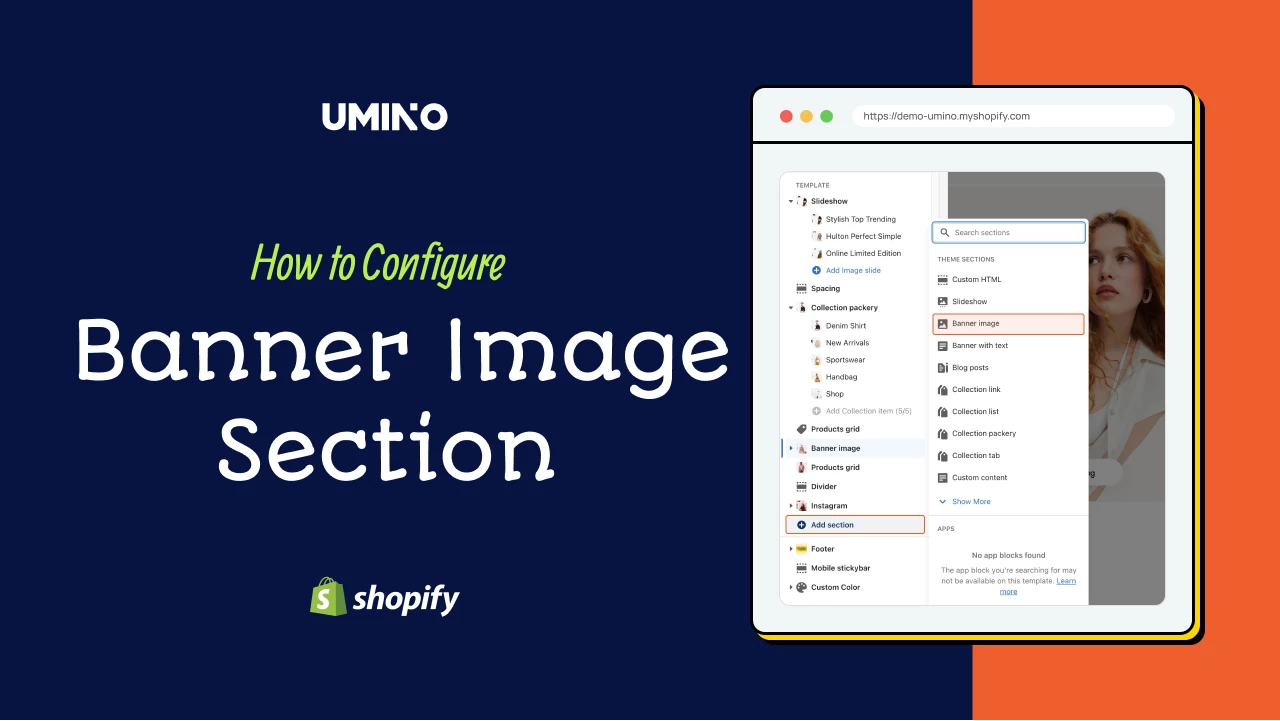 UMINO
How to Configure
Banner Image
Section
shopify
https://demo-umino.myshopify.com
TEMPLATE
Slideshow
Stylish Top Trending
Hulton Perfect Simple
Online Limited Edition
Add Image slide
Spacing
Collection packery
Denim Shirt
New Arrivals
Sportswear
Handbag
Shop
Add Collection item (5/5)
Products grid
Banner image
Products grid
Divider
Instagram
Add section
Footer
Mobile stickybar
Custom Color
Search sections
THEME SECTIONS
Custom HTML
Slideshow
Banner image
Banner with text
Blog posts
Collection link
Collection list
Collection packery
Collection tab
Custom content
Show More
APPS
No app blocks found
The app block you're searching for may
not be available on this template. Learn
more